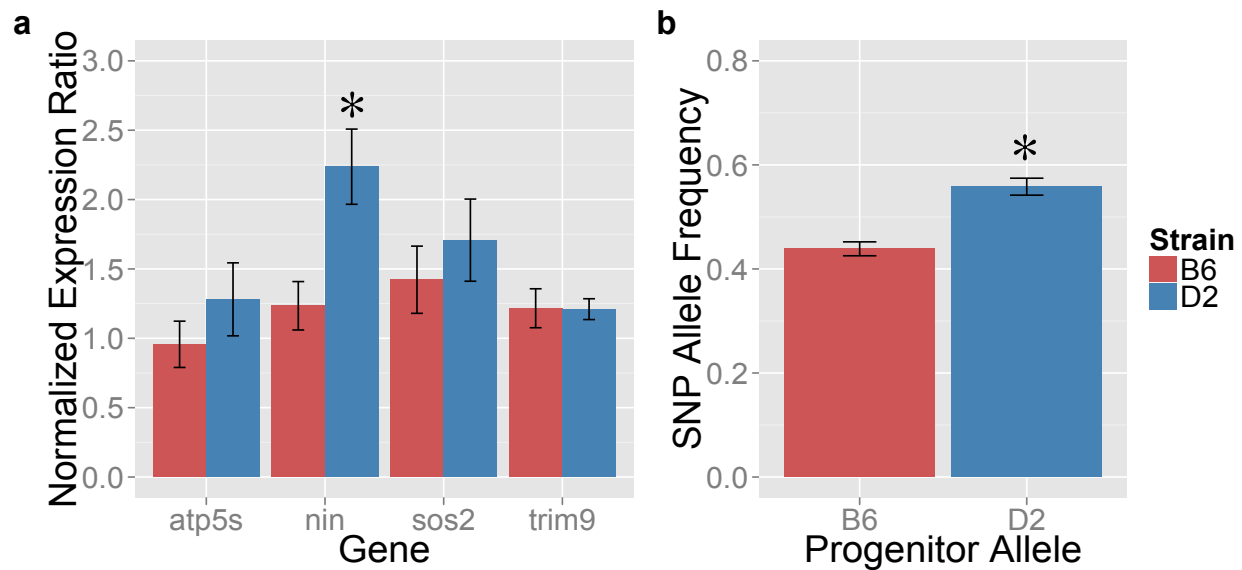 a
Normalized Expression Ratio
3.0
2.5
2.0
1.5
1.0
0.5
0.0
*
atp5s nin sos2 trim9
Gene
b
SNP Allele Frequency
0.8
0.6
0.4
0.2
0.0
*
B6 D2
Progenitor Allele
Strain
B6
D2